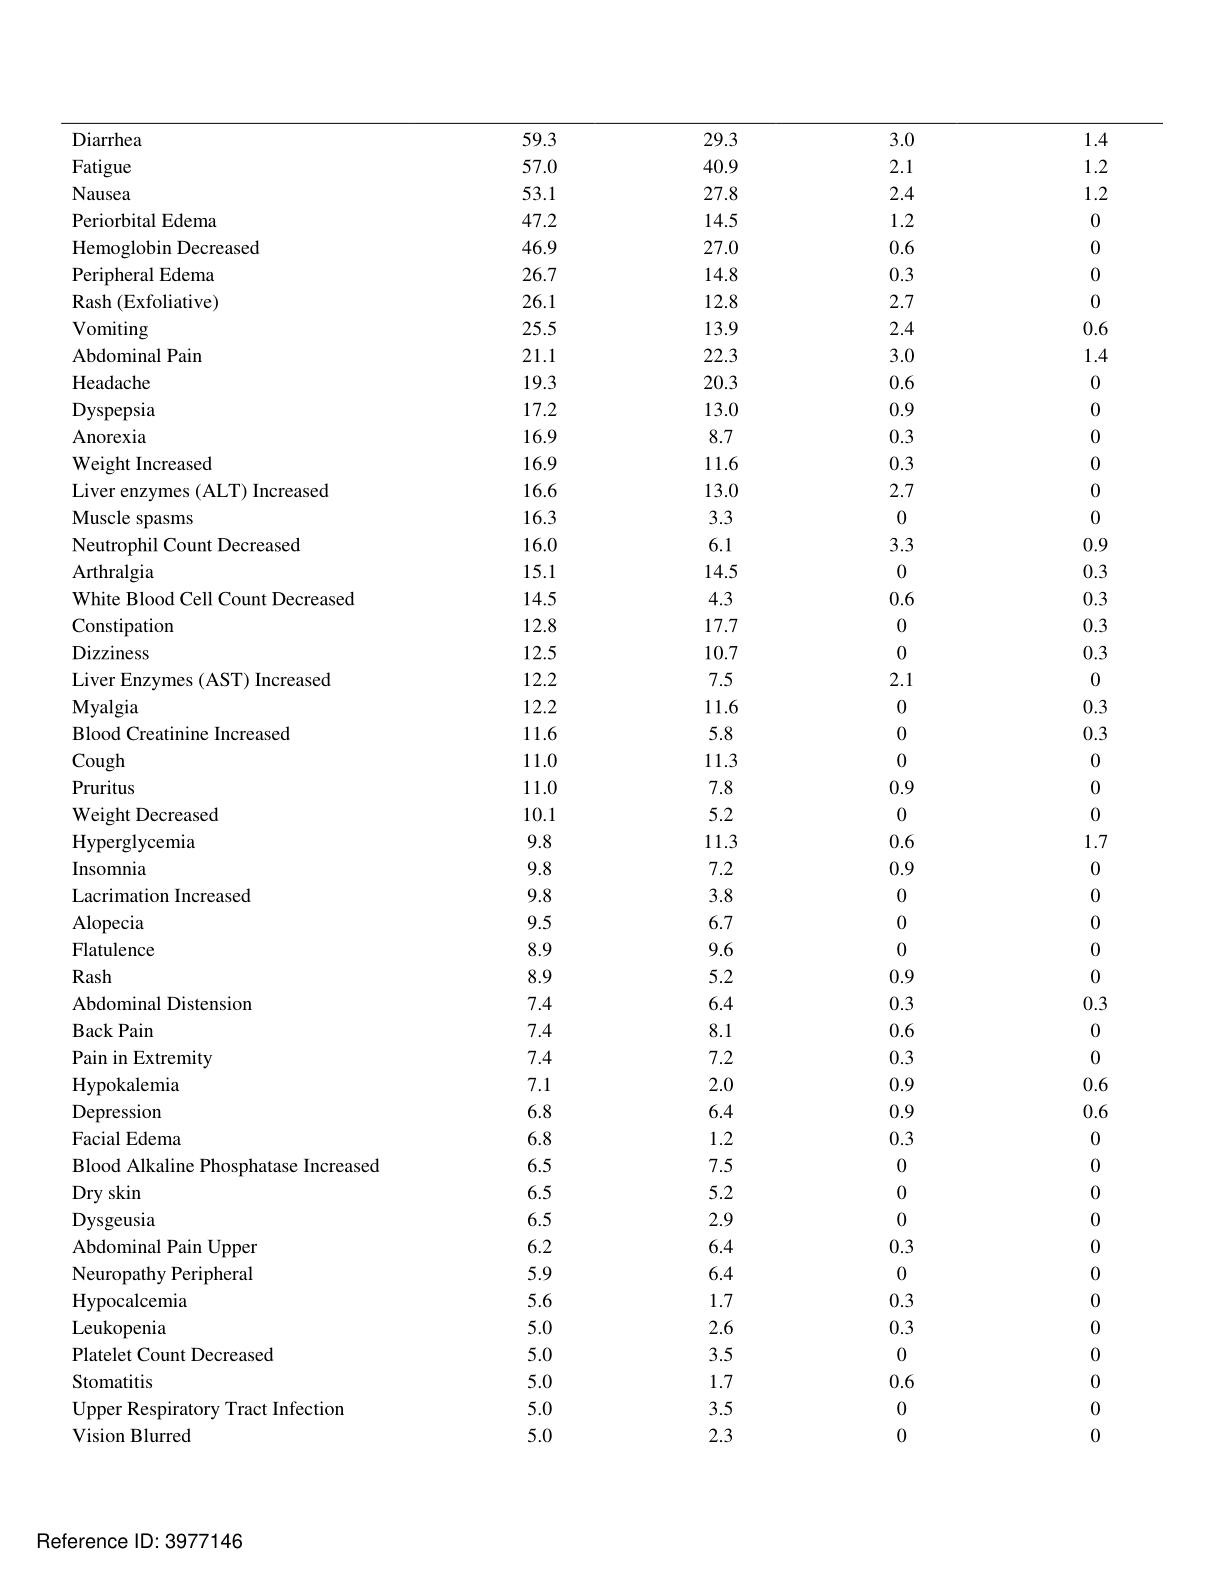 Diarrhea 59.3 29.3 3.0 1.4
Fatigue 57.0 40.9 2.1 1.2
Nausea 53.1 27.8 2.4 1.2
Periorbital Edema 47.2 14.5 1.2 0
Hemoglobin Decreased 46.9 27.0 0.6 0
Peripheral Edema 26.7 14.8 0.3 0
Rash (Exfoliative) 26.1 12.8 2.7 0
Vomiting 25.5 13.9 2.4 0.6
Abdominal Pain 21.1 22.3 3.0 1.4
Headache 19.3 20.3 0.6 0
Dyspepsia 17.2 13.0 0.9 0
Anorexia 16.9 8.7 0.3 0
Weight Increased 16.9 11.6 0.3 0
Liver enzymes (ALT) Increased 16.6 13.0 2.7 0
Muscle spasms 16.3 3.3 0 0
Neutrophil Count Decreased 16.0 6.1 3.3 0.9
Arthralgia 15.1 14.5 0 0.3
White Blood Cell Count Decreased 14.5 4.3 0.6 0.3
Constipation 12.8 17.7 0 0.3
Dizziness 12.5 10.7 0 0.3
Liver Enzymes (AST) Increased 12.2 7.5 2.1 0
Myalgia 12.2 11.6 0 0.3
Blood Creatinine Increased 11.6 5.8 0 0.3
Cough 11.0 11.3 0 0
Pruritus 11.0 7.8 0.9 0
Weight Decreased 10.1 5.2 0 0
Hyperglycemia 9.8 11.3 0.6 1.7
Insomnia 9.8 7.2 0.9 0
Lacrimation Increased 9.8 3.8 0 0
Alopecia 9.5 6.7 0 0
Flatulence 8.9 9.6 0 0
Rash 8.9 5.2 0.9 0
Abdominal Distension 7.4 6.4 0.3 0.3
Back Pain 7.4 8.1 0.6 0
Pain in Extremity 7.4 7.2 0.3 0
Hypokalemia 7.1 2.0 0.9 0.6
Depression 6.8 6.4 0.9 0.6
Facial Edema 6.8 1.2 0.3 0
Blood Alkaline Phosphatase Increased 6.5 7.5 0 0
Dry skin 6.5 5.2 0 0
Dysgeusia 6.5 2.9 0 0
Abdominal Pain Upper 6.2 6.4 0.3 0
Neuropathy Peripheral 5.9 6.4 0 0
Hypocalcemia 5.6 1.7 0.3 0
Leukopenia 5.0 2.6 0.3 0
Platelet Count Decreased 5.0 3.5 0 0
Stomatitis 5.0 1.7 0.6 0
Upper Respiratory Tract Infection 5.0 3.5 0 0
Vision Blurred 5.0 2.3 0 0
Reference ID: 3977146